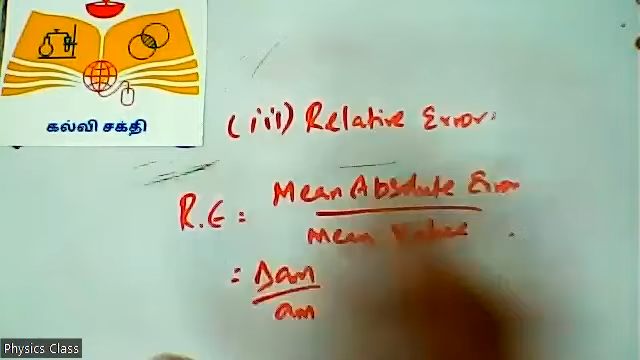 கல்வி சக்தி
(iii) Relative Error:
R.E = Mean Absolute Error
Mean Value
= Δam
am
Physics Class